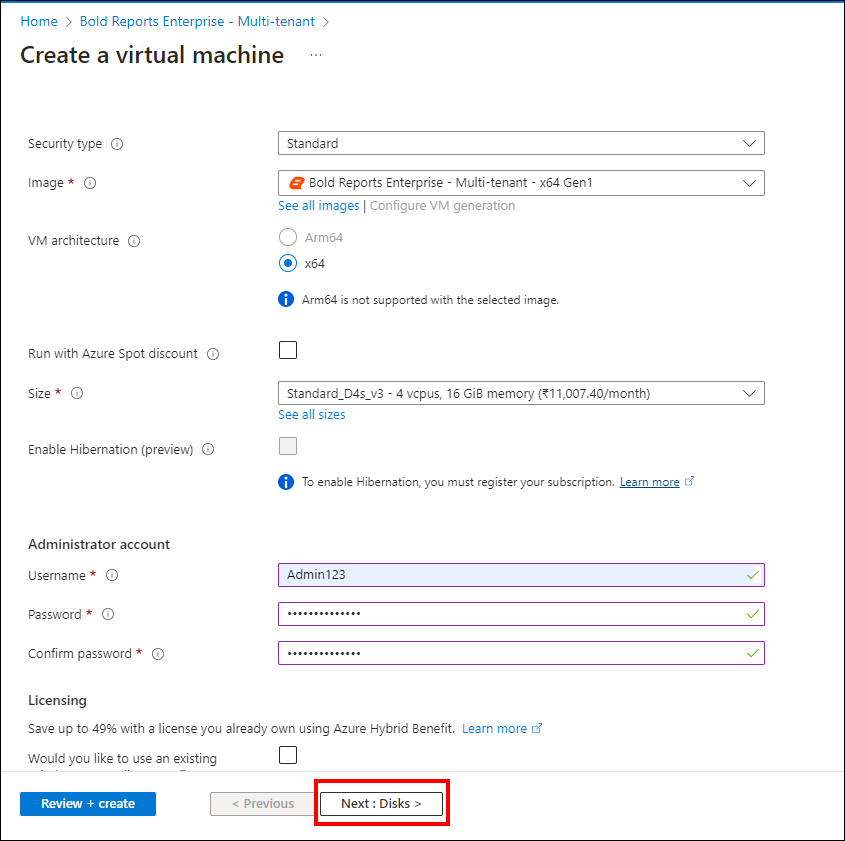 Home > Bold Reports Enterprise - Multi-tenant >
Create a virtual machine ...
Security type Standard
Image * Bold Reports Enterprise - Multi-tenant - x64 Gen1
See all images | Configure VM generation
VM architecture Arm64
x64
Arm64 is not supported with the selected image.
Run with Azure Spot discount
Size * Standard_D4s_v3 - 4 vcpus, 16 GiB memory (₹11,007.40/month)
See all sizes
Enable Hibernation (preview)
To enable Hibernation, you must register your subscription. Learn more
Administrator account
Username * Admin123
Password * ••••••••••••••
Confirm password * ••••••••••••••
Licensing
Save up to 49% with a license you already own using Azure Hybrid Benefit. Learn more
Would you like to use an existing
Review + create < Previous Next : Disks >